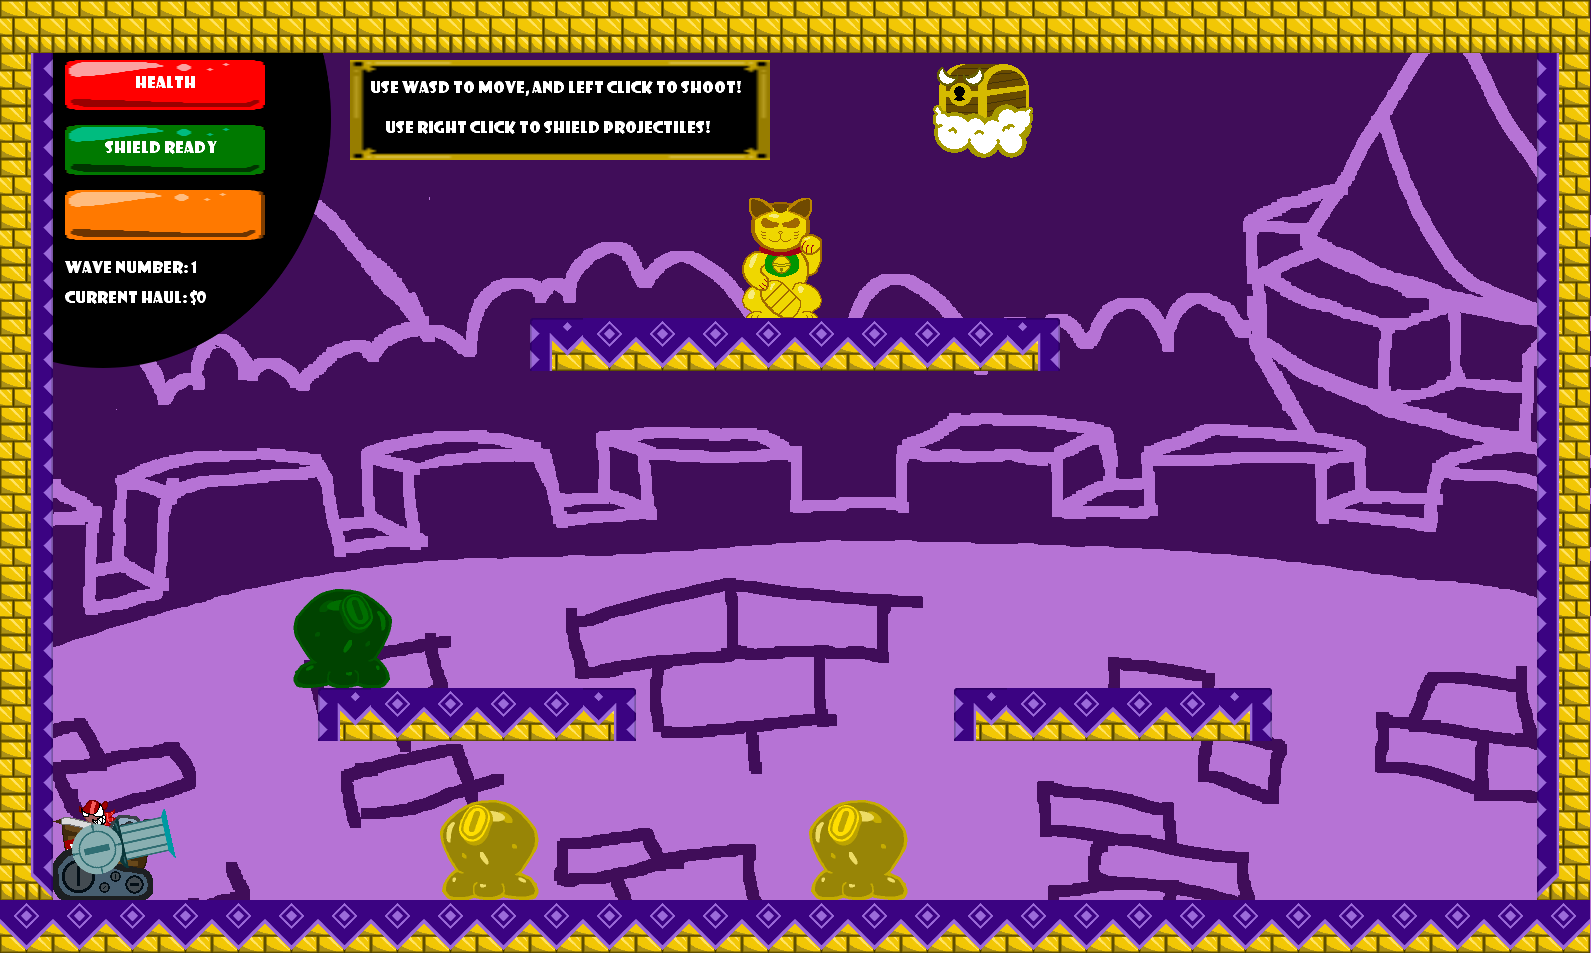 HEALTH
SHIELD READY
WAVE NUMBER: 1
CURRENT HAUL: $0
USE WASD TO MOVE, AND LEFT CLICK TO SHOOT!
USE RIGHT CLICK TO SHIELD PROJECTILES!